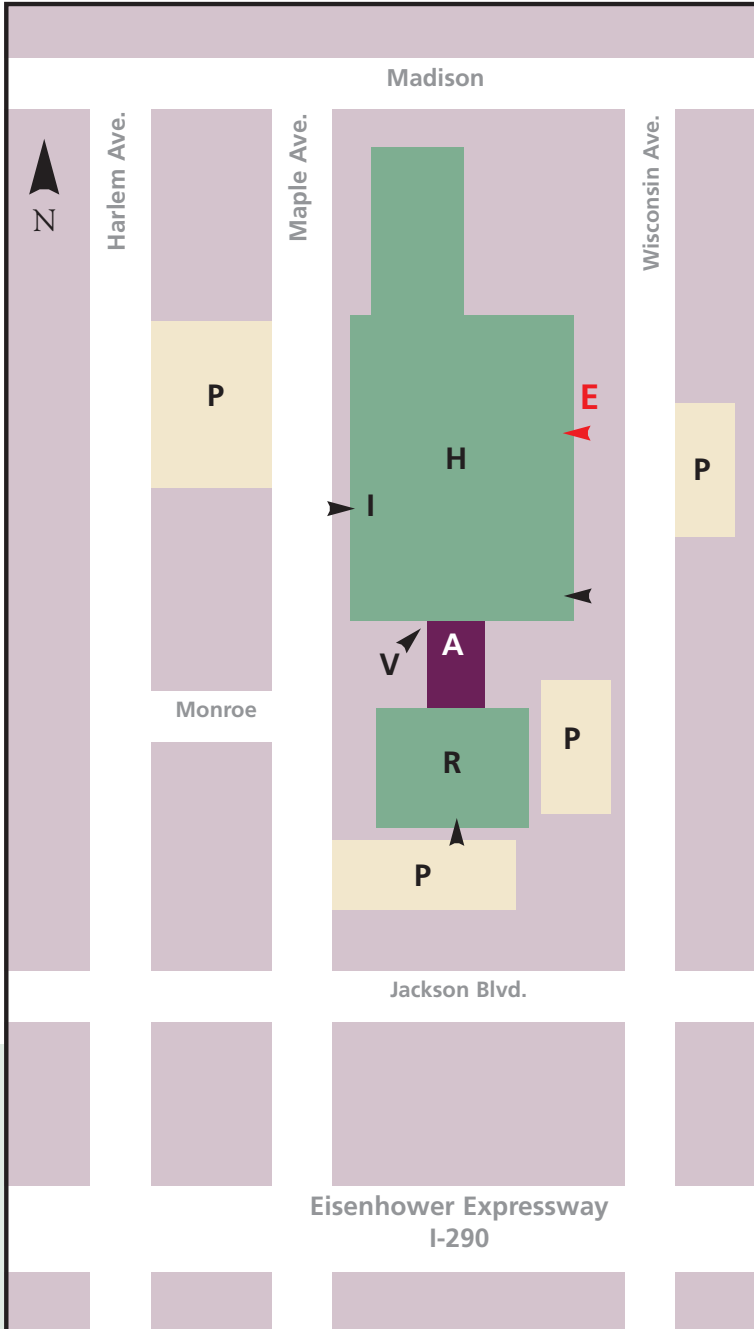 Madison
Harlem Ave.
Maple Ave.
Wisconsin Ave.
N
P
E
H
P
I
A
V
Monroe
P
R
P
Jackson Blvd.
Eisenhower Expressway
I-290